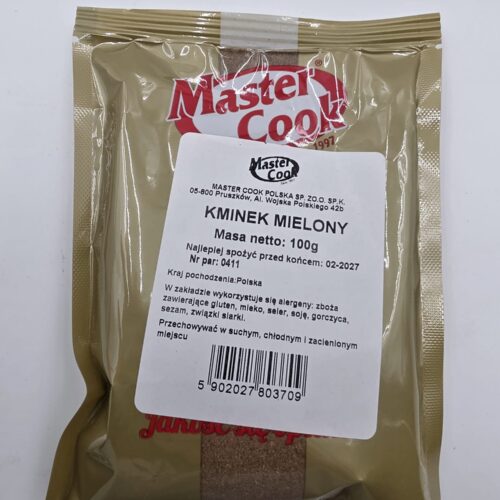 Master
Cook
1997
Master
Cook
MASTER COOK POLSKA SP. ZO.O. SP.K.
05-800 Pruszków, Al. Wojska Polskiego 42b
KMINEK MIELONY
Masa netto: 100g
Najlepiej spożyć przed końcem: 02-2027
Nr par: 0411
Kraj pochodzenia:Polska
W zakładzie wykorzystuje się alergeny: zboża
zawierające gluten, mleko, seler, soję, gorczyca,
sezam, związki siarki.
Przechowywać w suchym, chłodnym i zacienionym
miejscu
5 902027 803709
Jakość się